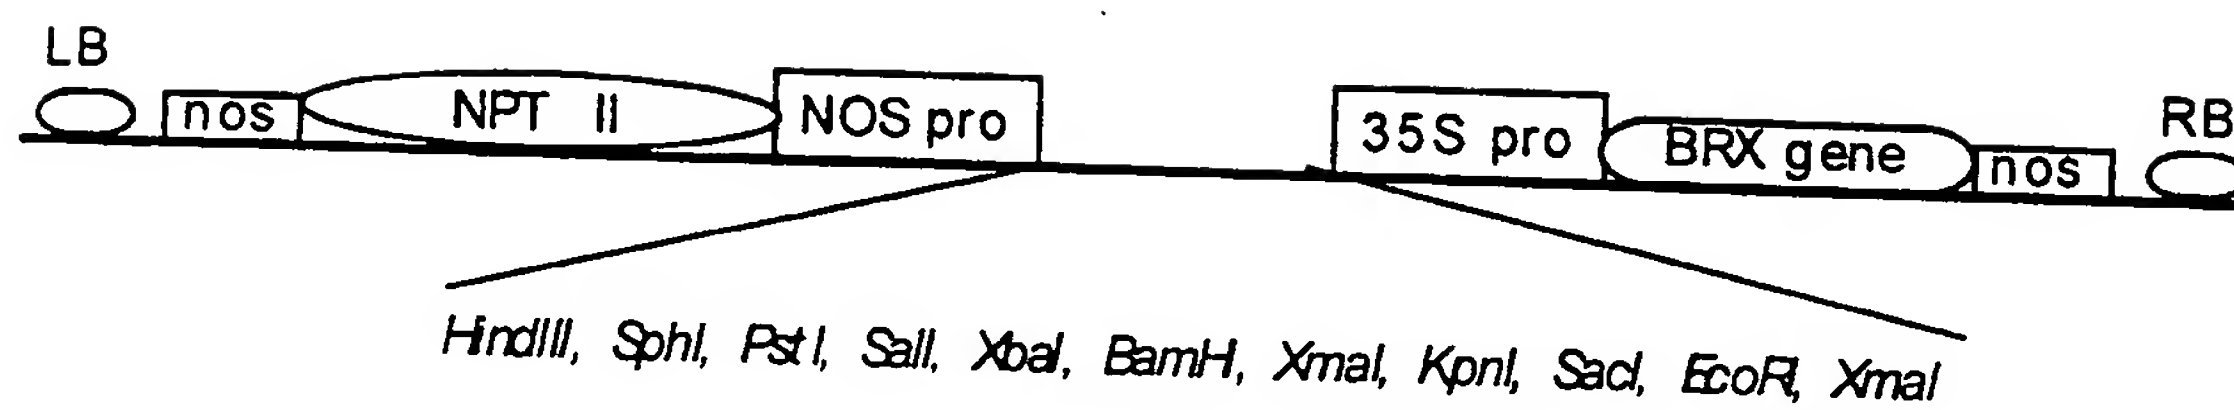 LB
nos NPT II NOS pro 35S pro BRX gene nos RB
HindIII, SphI, PstI, SalI, XbaI, BamH, XmaI, KpnI, SacI, EcoRI, XmaI